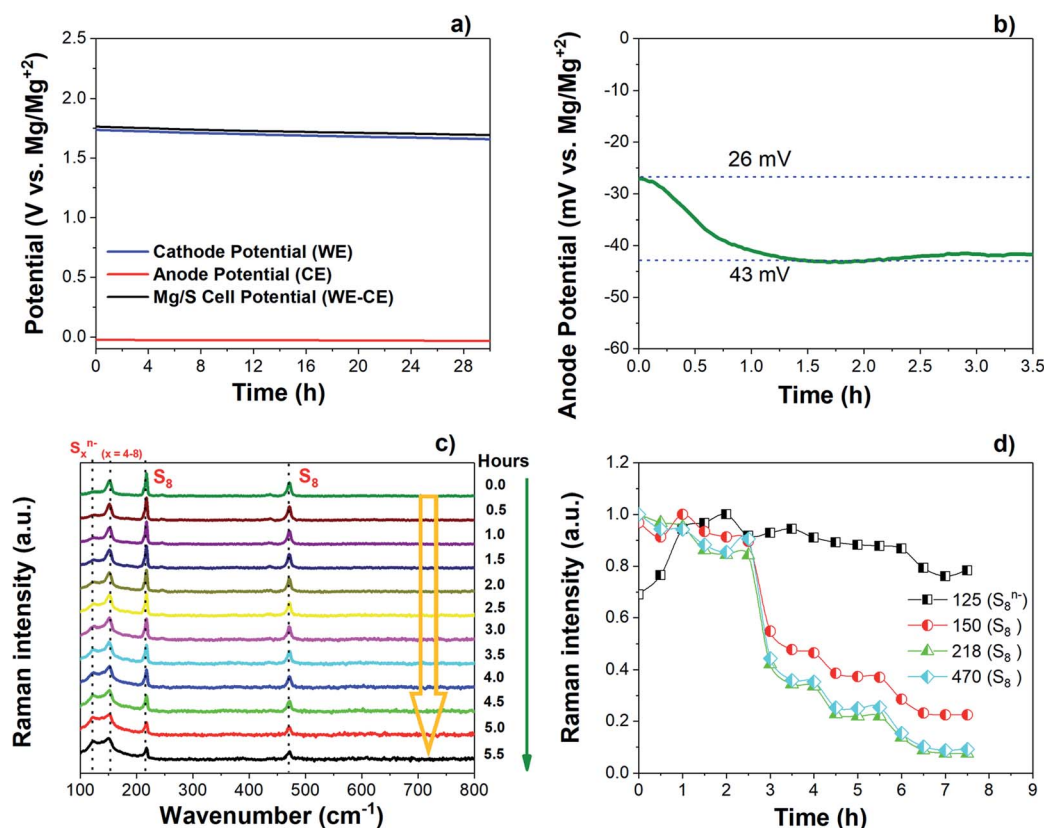 a)
Potential (V vs. Mg/Mg⁺²)
2.5
2.0
1.5
1.0
0.5
0.0
Cathode Potential (WE)
Anode Potential (CE)
Mg/S Cell Potential (WE-CE)
0 4 8 12 16 20 24 28
Time (h)
b)
Anode Potential (mV vs. Mg/Mg⁺²)
0
-10
-20
-30
-40
-50
-60
26 mV
43 mV
0.0 0.5 1.0 1.5 2.0 2.5 3.0 3.5
Time (h)
c)
Sₓⁿ⁻ (x = 4-8)
S₈
S₈
Hours
0.0
0.5
1.0
1.5
2.0
2.5
3.0
3.5
4.0
4.5
5.0
5.5
Raman intensity (a.u.)
100 200 300 400 500 600 700 800
Wavenumber (cm⁻¹)
d)
Raman intensity (a.u.)
1.2
1.0
0.8
0.6
0.4
0.2
0.0
125 (S₈ⁿ⁻)
150 (S₈ )
218 (S₈ )
470 (S₈ )
0 1 2 3 4 5 6 7 8 9
Time (h)